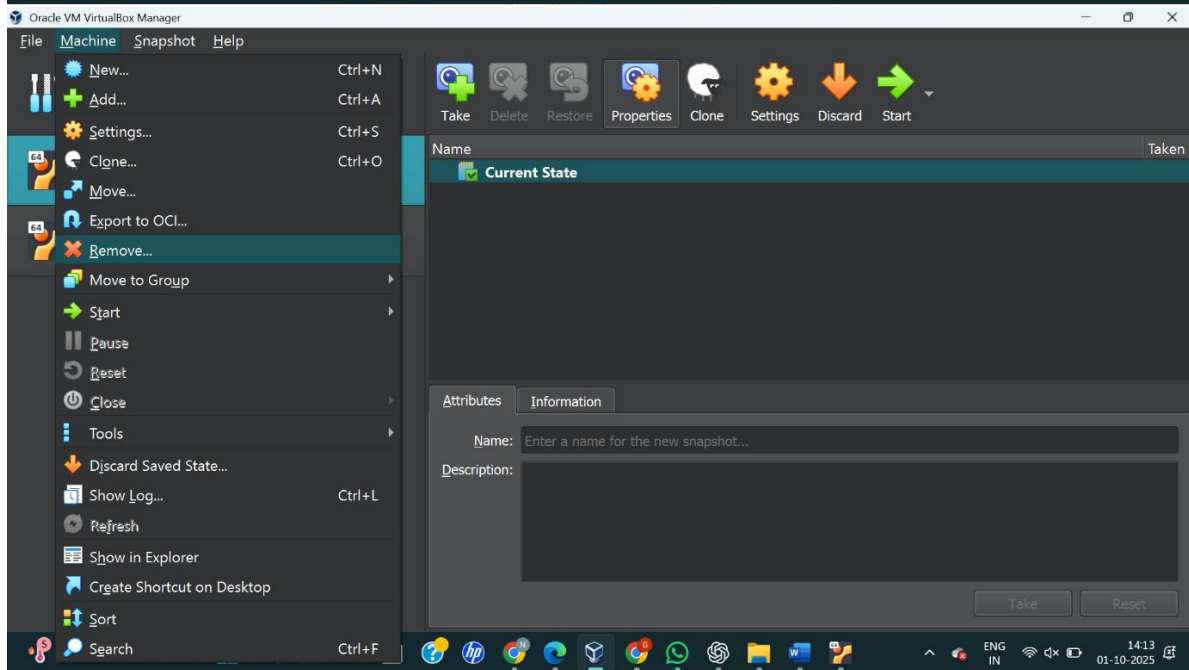 Oracle VM VirtualBox Manager
File Machine Snapshot Help
New... Ctrl+N
Add... Ctrl+A
Settings... Ctrl+S
Clone... Ctrl+O
Move...
Export to OCI...
Remove...
Move to Group
Start
Pause
Reset
Close
Tools
Discard Saved State...
Show Log... Ctrl+L
Refresh
Show in Explorer
Create Shortcut on Desktop
Sort
Search Ctrl+F
64
64
Take Delete Restore Properties Clone Settings Discard Start
Name Taken
Current State
Attributes Information
Name: Enter a name for the new snapshot...
Description:
Take Reset
5
hp
N
G
W
64
ENG
IN
14:13
01-10-2025